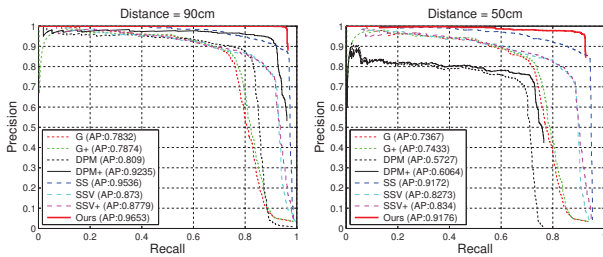 Distance = 90cm
Precision
1
0.9
0.8
0.7
0.6
0.5
0.4
0.3
0.2
0.1
0
G (AP:0.7832)
G+ (AP:0.7874)
DPM (AP:0.809)
DPM+ (AP:0.9235)
SS (AP:0.9536)
SSV (AP:0.873)
SSV+ (AP:0.8779)
Ours (AP:0.9653)
0 0.2 0.4 0.6 0.8 1
Recall
Distance = 50cm
Precision
1
0.9
0.8
0.7
0.6
0.5
0.4
0.3
0.2
0.1
0
G (AP:0.7367)
G+ (AP:0.7433)
DPM (AP:0.5727)
DPM+ (AP:0.6064)
SS (AP:0.9172)
SSV (AP:0.8273)
SSV+ (AP:0.834)
Ours (AP:0.9176)
0 0.2 0.4 0.6 0.8 1
Recall